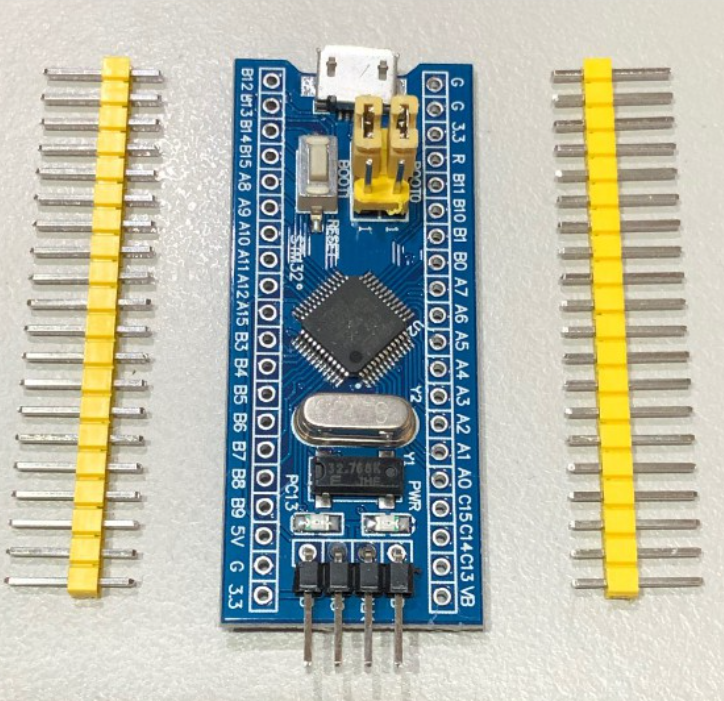 B12
B13
B14
B15
A8
A9
A10
A11
A12
A15
B3
B4
B5
B6
B7
B8
B9
5V
G
3.3
BOOT1
BOOT0
RESET
STM32
U2
Y2
Y1
32.768K
PC13
PWR
G
G
3.3
R
B11
B10
B1
B0
A7
A6
A5
A4
A3
A2
A1
A0
C15
C14
C13
VB